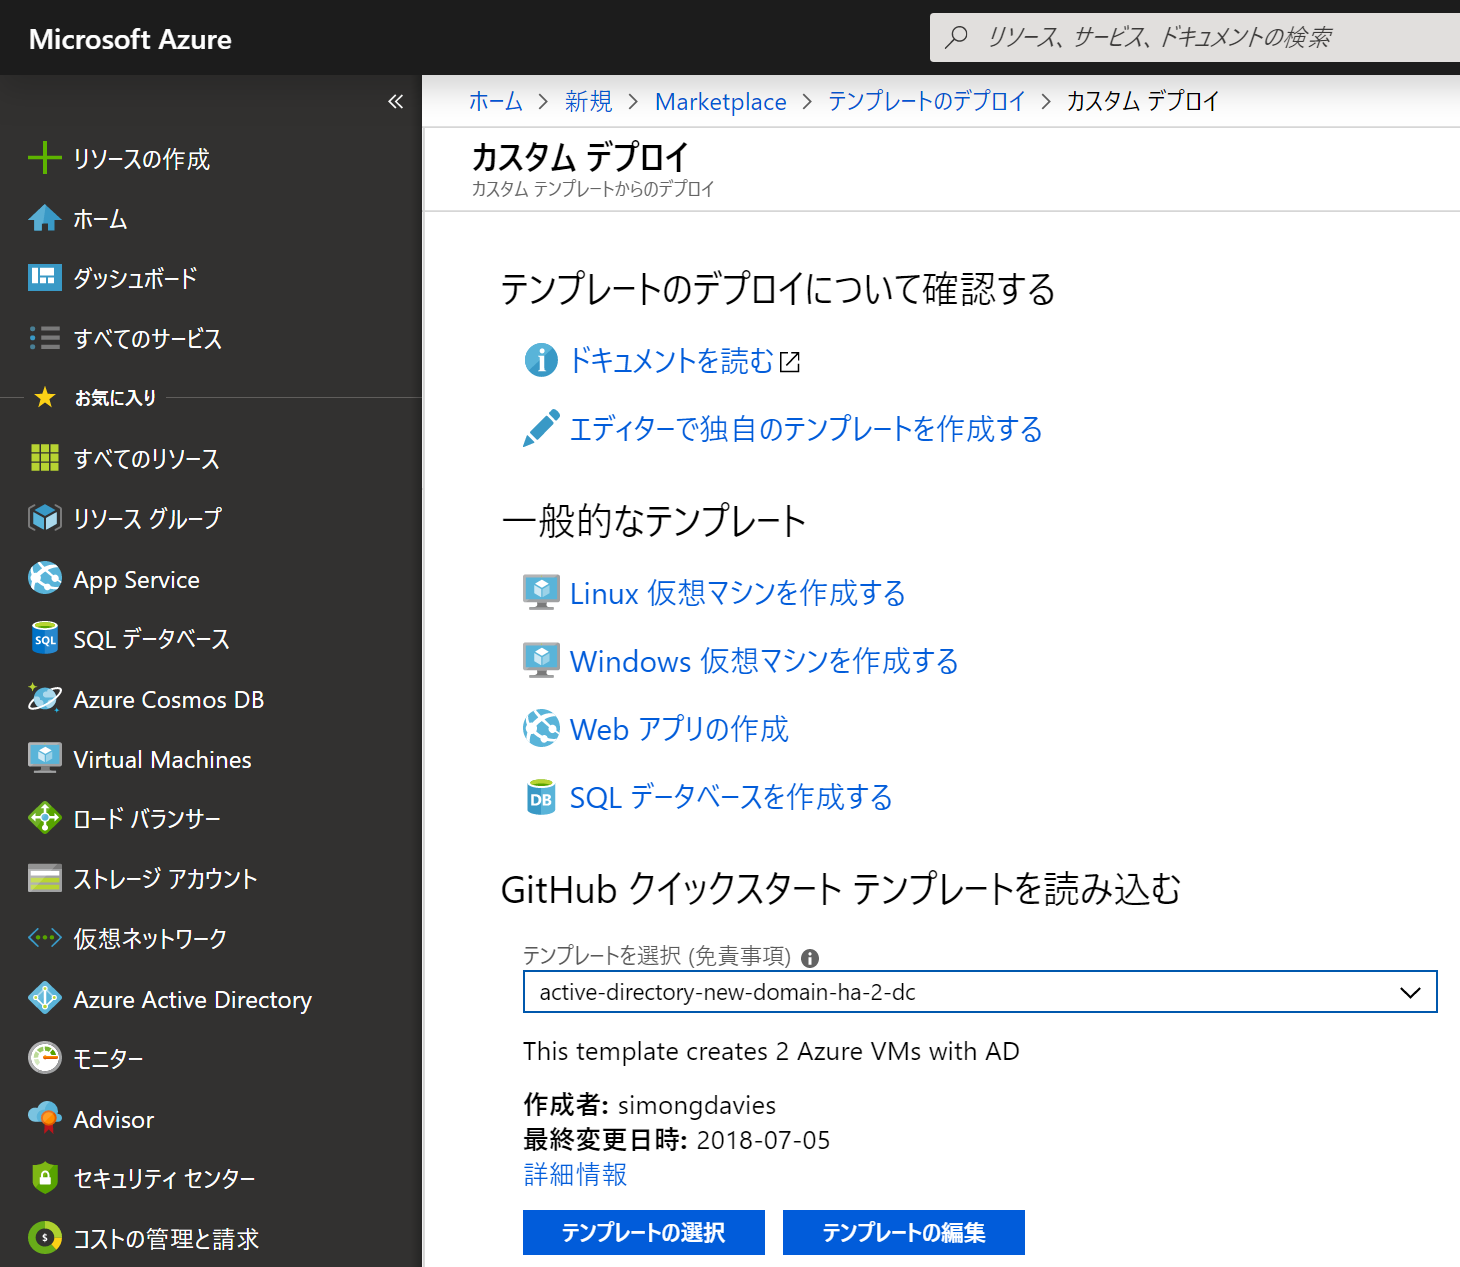 Microsoft Azure
リソース、サービス、ドキュメントの検索
«
リソースの作成
ホーム
ダッシュボード
すべてのサービス
お気に入り
すべてのリソース
リソース グループ
App Service
SQL データベース
Azure Cosmos DB
Virtual Machines
ロード バランサー
ストレージ アカウント
仮想ネットワーク
Azure Active Directory
モニター
Advisor
セキュリティ センター
コストの管理と請求
ホーム > 新規 > Marketplace > テンプレートのデプロイ > カスタム デプロイ
カスタム デプロイ
カスタム テンプレートからのデプロイ
テンプレートのデプロイについて確認する
ドキュメントを読む
エディターで独自のテンプレートを作成する
一般的なテンプレート
Linux 仮想マシンを作成する
Windows 仮想マシンを作成する
Web アプリの作成
SQL データベースを作成する
GitHub クイックスタート テンプレートを読み込む
テンプレートを選択 (免責事項)
active-directory-new-domain-ha-2-dc
This template creates 2 Azure VMs with AD
作成者: simongdavies
最終変更日時: 2018-07-05
詳細情報
テンプレートの選択
テンプレートの編集